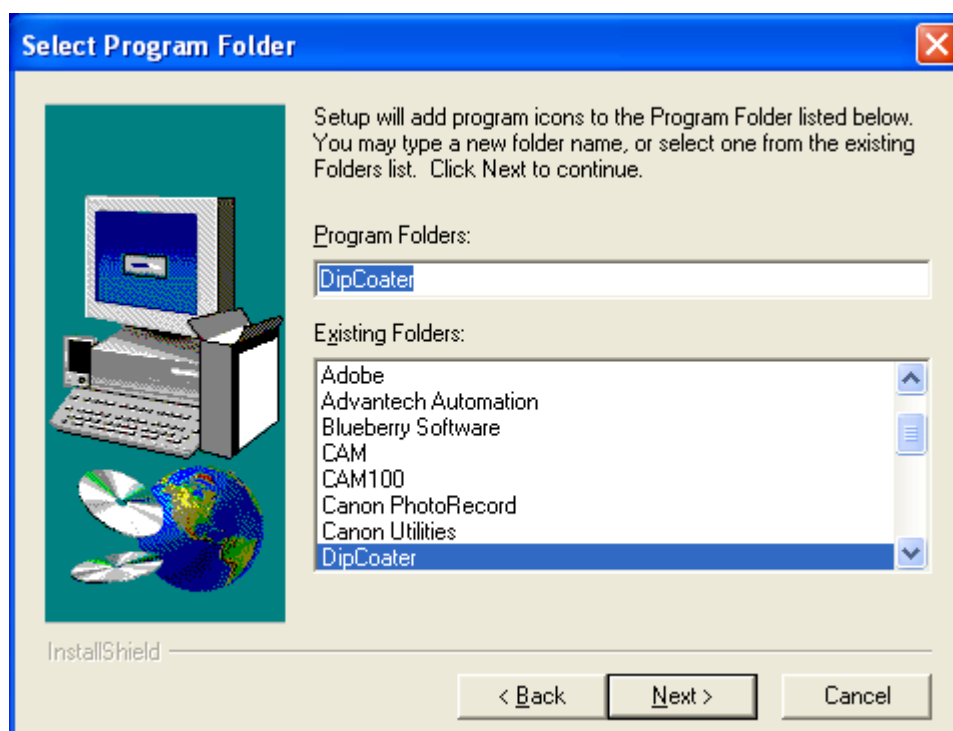 Select Program Folder
Setup will add program icons to the Program Folder listed below.
You may type a new folder name, or select one from the existing
Folders list.  Click Next to continue.
Program Folders:
DipCoater
Existing Folders:
Adobe
Advantech Automation
Blueberry Software
CAM
CAM100
Canon PhotoRecord
Canon Utilities
DipCoater
InstallShield
< Back
Next >
Cancel